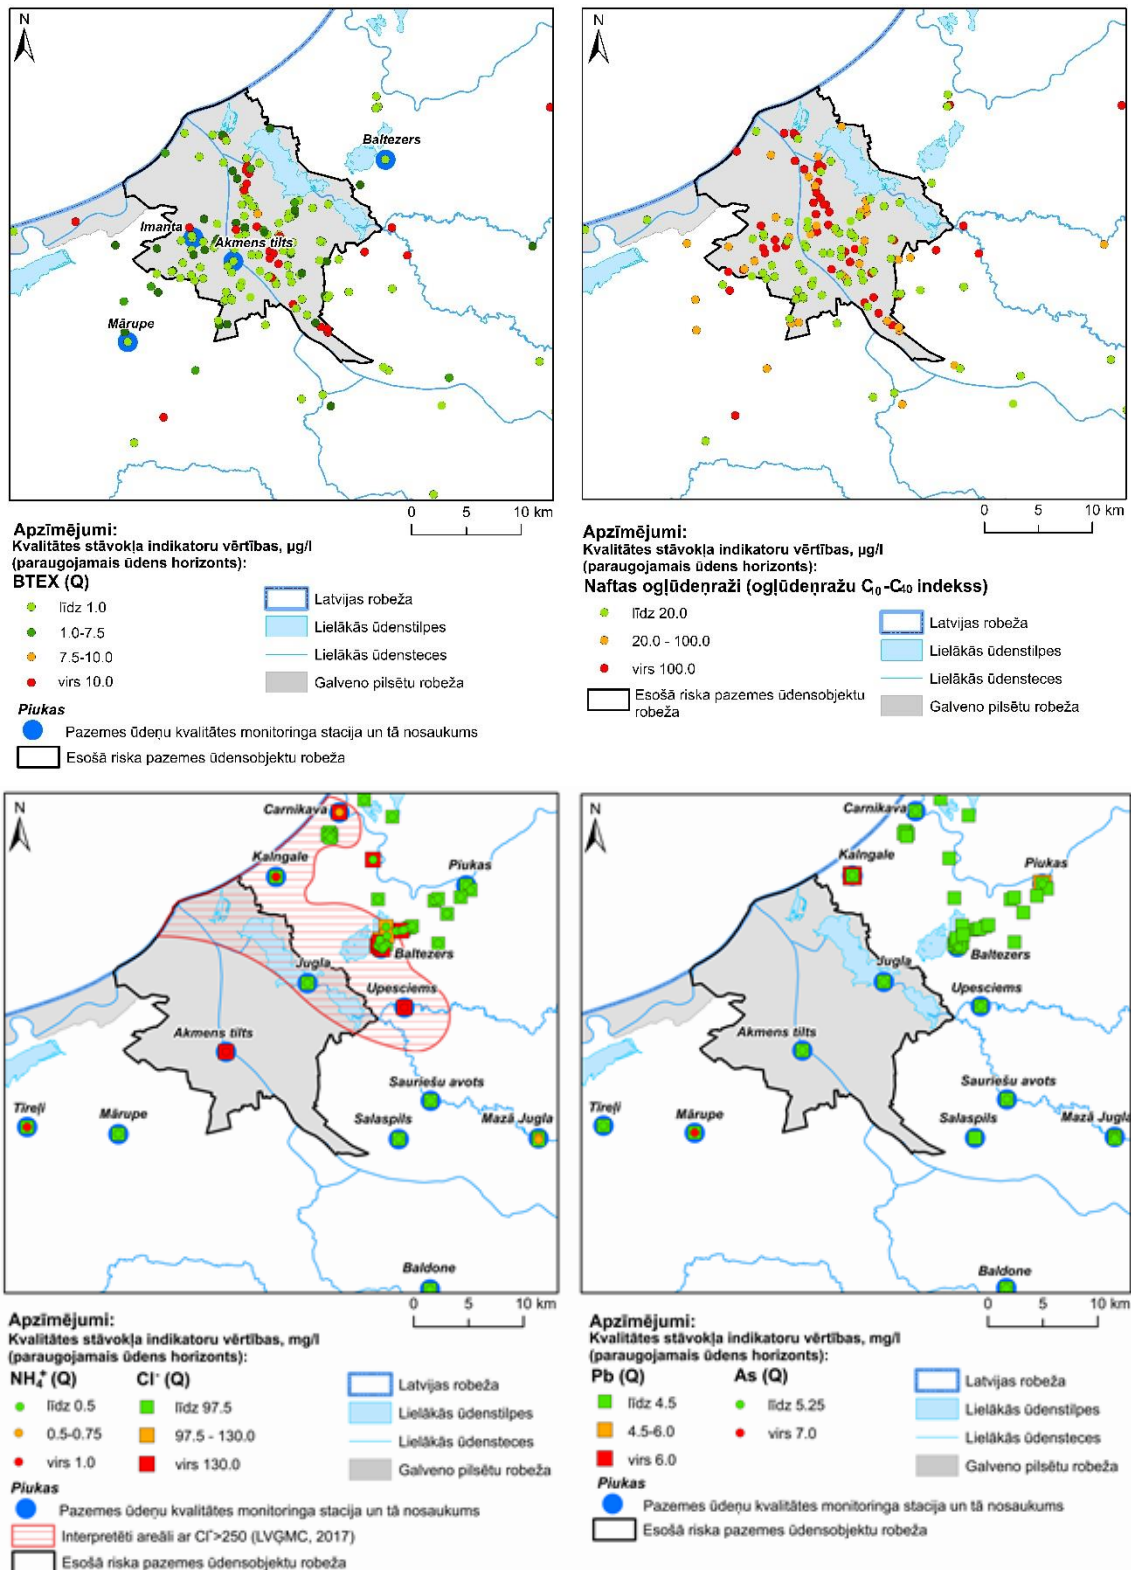 N
Baltezers
Imanta
Akmens tilts
Mārupe
0 5 10 km
Apzīmējumi:
Kvalitātes stāvokļa indikatoru vērtības, µg/l
(paraugojamais ūdens horizonts):
BTEX (Q)
līdz 1.0
1.0-7.5
7.5-10.0
virs 10.0
Latvijas robeža
Lielākās ūdenstilpes
Lielākās ūdensteces
Galveno pilsētu robeža
Piukas
Pazemes ūdeņu kvalitātes monitoringa stacija un tā nosaukums
Esošā riska pazemes ūdensobjektu robeža
N
0 5 10 km
Apzīmējumi:
Kvalitātes stāvokļa indikatoru vērtības, µg/l
(paraugojamais ūdens horizonts):
Naftas ogļūdeņraži (ogļūdeņražu C₁₀-C₄₀ indekss)
līdz 20.0
20.0 - 100.0
virs 100.0
Esošā riska pazemes ūdensobjektu
robeža
Latvijas robeža
Lielākās ūdenstilpes
Lielākās ūdensteces
Galveno pilsētu robeža
N
Carnikava
Kalngale
Piukas
Baltezers
Jugla
Upesciems
Akmens tilts
Sauriešu avots
Tīreļi
Mārupe
Salaspils
Mazā Jugla
Baldone
0 5 10 km
Apzīmējumi:
Kvalitātes stāvokļa indikatoru vērtības, mg/l
(paraugojamais ūdens horizonts):
NH₄⁺ (Q)
līdz 0.5
0.5-0.75
virs 1.0
Cl⁻ (Q)
līdz 97.5
97.5 - 130.0
virs 130.0
Latvijas robeža
Lielākās ūdenstilpes
Lielākās ūdensteces
Galveno pilsētu robeža
Piukas
Pazemes ūdeņu kvalitātes monitoringa stacija un tā nosaukums
Interpretēti areāli ar Cl⁻>250 (LVĢMC, 2017)
Esošā riska pazemes ūdensobjektu robeža
N
Carnikava
Kalngale
Piukas
Baltezers
Jugla
Upesciems
Akmens tilts
Sauriešu avots
Tīreļi
Mārupe
Salaspils
Mazā Jugla
Baldone
0 5 10 km
Apzīmējumi:
Kvalitātes stāvokļa indikatoru vērtības, mg/l
(paraugojamais ūdens horizonts):
Pb (Q)
līdz 4.5
4.5-6.0
virs 6.0
As (Q)
līdz 5.25
virs 7.0
Latvijas robeža
Lielākās ūdenstilpes
Lielākās ūdensteces
Galveno pilsētu robeža
Piukas
Pazemes ūdeņu kvalitātes monitoringa stacija un tā nosaukums
Esošā riska pazemes ūdensobjektu robeža